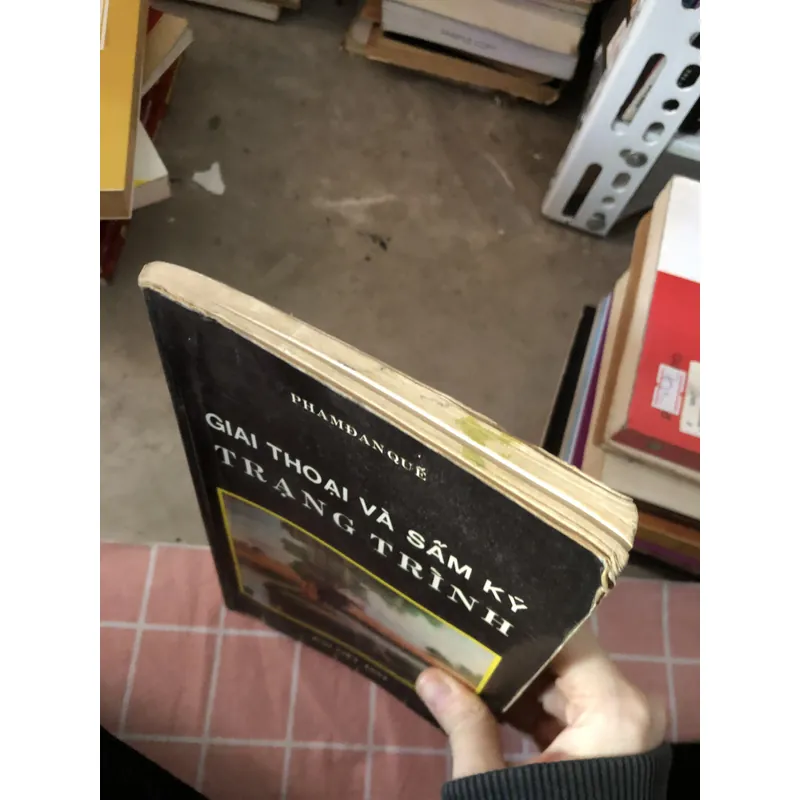 PHẠM ĐAN QUẾ
GIAI THOẠI VÀ SẤM KÝ
TRẠNG TRÌNH